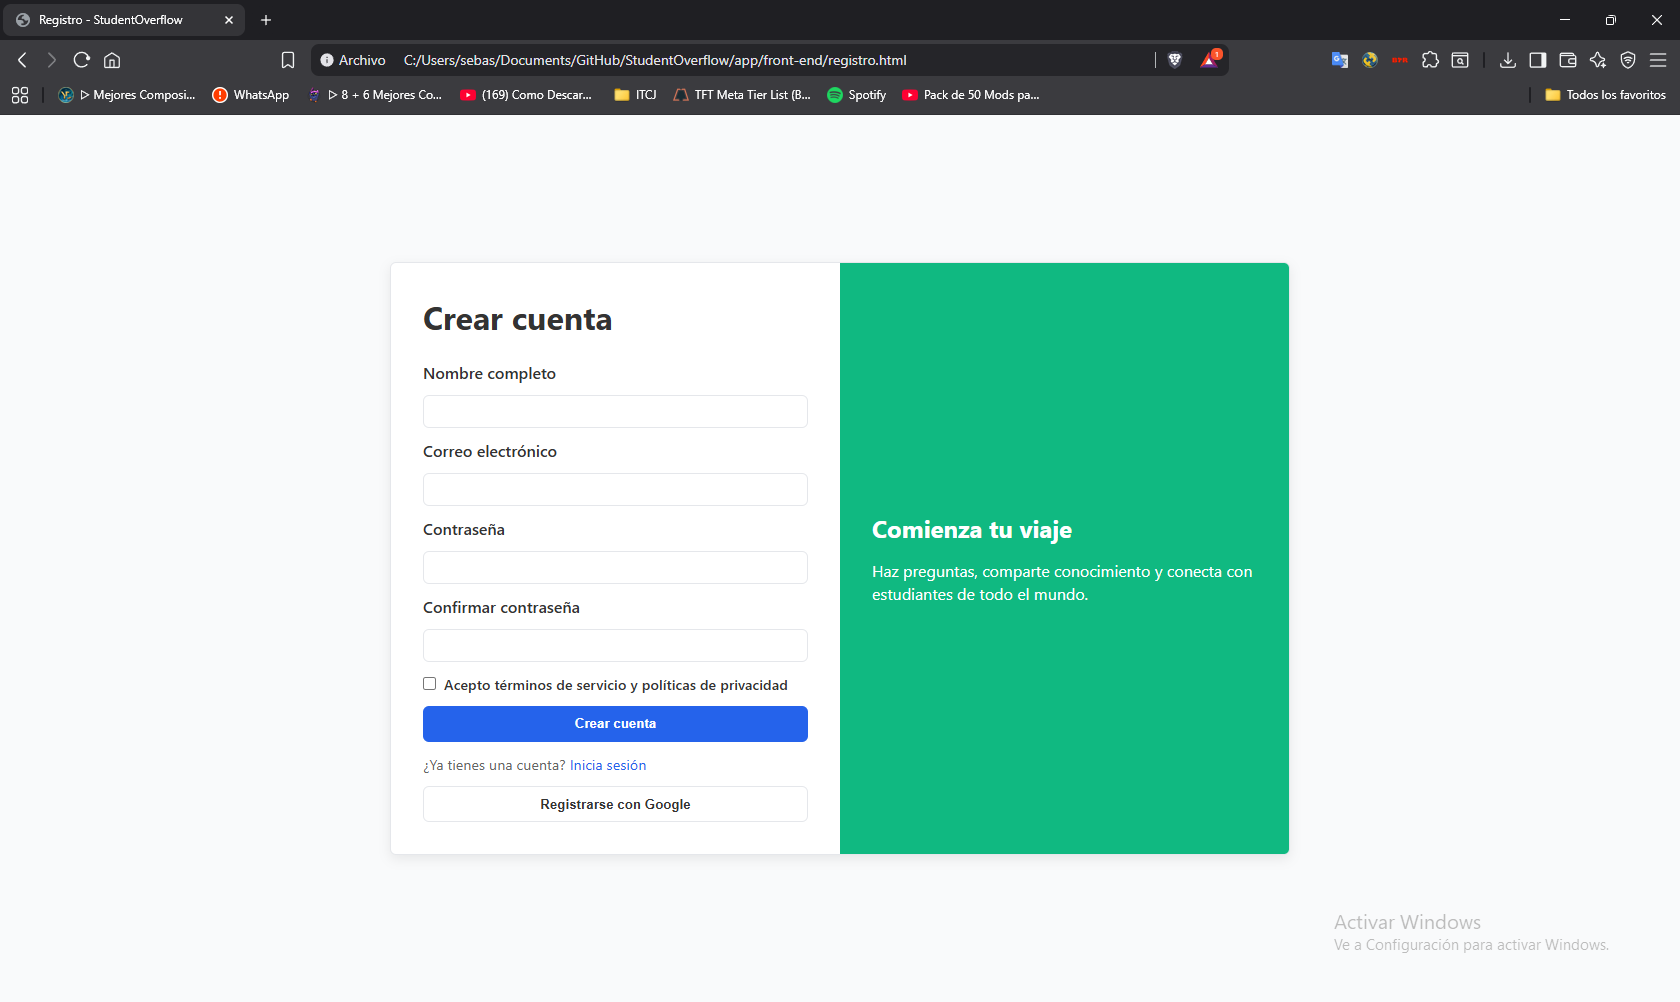 Registro - StudentOverflow
Archivo C:/Users/sebas/Documents/GitHub/StudentOverflow/app/front-end/registro.html
1
▷ Mejores Composi...
WhatsApp
▷ 8 + 6 Mejores Co...
(169) Como Descar...
ITCJ
TFT Meta Tier List (B...
Spotify
Pack de 50 Mods pa...
Todos los favoritos
Crear cuenta
Nombre completo
Correo electrónico
Contraseña
Confirmar contraseña
Acepto términos de servicio y políticas de privacidad
Crear cuenta
¿Ya tienes una cuenta? Inicia sesión
Registrarse con Google
Comienza tu viaje
Haz preguntas, comparte conocimiento y conecta con
estudiantes de todo el mundo.
Activar Windows
Ve a Configuración para activar Windows.